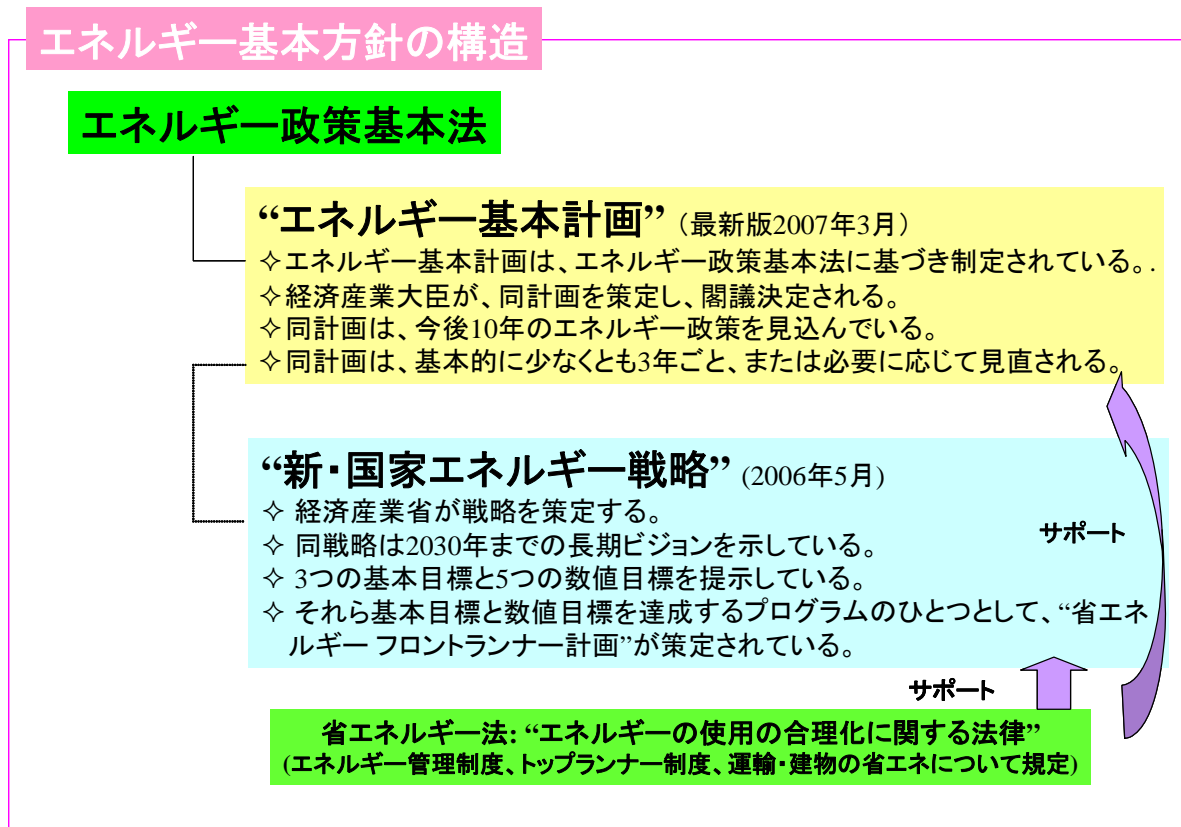 エネルギー基本方針の構造
エネルギー政策基本法
“エネルギー基本計画”（最新版2007年3月）
✧エネルギー基本計画は、エネルギー政策基本法に基づき制定されている。.
✧経済産業大臣が、同計画を策定し、閣議決定される。
✧同計画は、今後10年のエネルギー政策を見込んでいる。
✧同計画は、基本的に少なくとも3年ごと、または必要に応じて見直される。
“新・国家エネルギー戦略” (2006年5月)
✧ 経済産業省が戦略を策定する。
✧ 同戦略は2030年までの長期ビジョンを示している。
✧ 3つの基本目標と5つの数値目標を提示している。
✧ それら基本目標と数値目標を達成するプログラムのひとつとして、“省エネ
ルギー フロントランナー計画”が策定されている。
サポート
サポート
省エネルギー法: “エネルギーの使用の合理化に関する法律”
(エネルギー管理制度、トップランナー制度、運輸・建物の省エネについて規定)